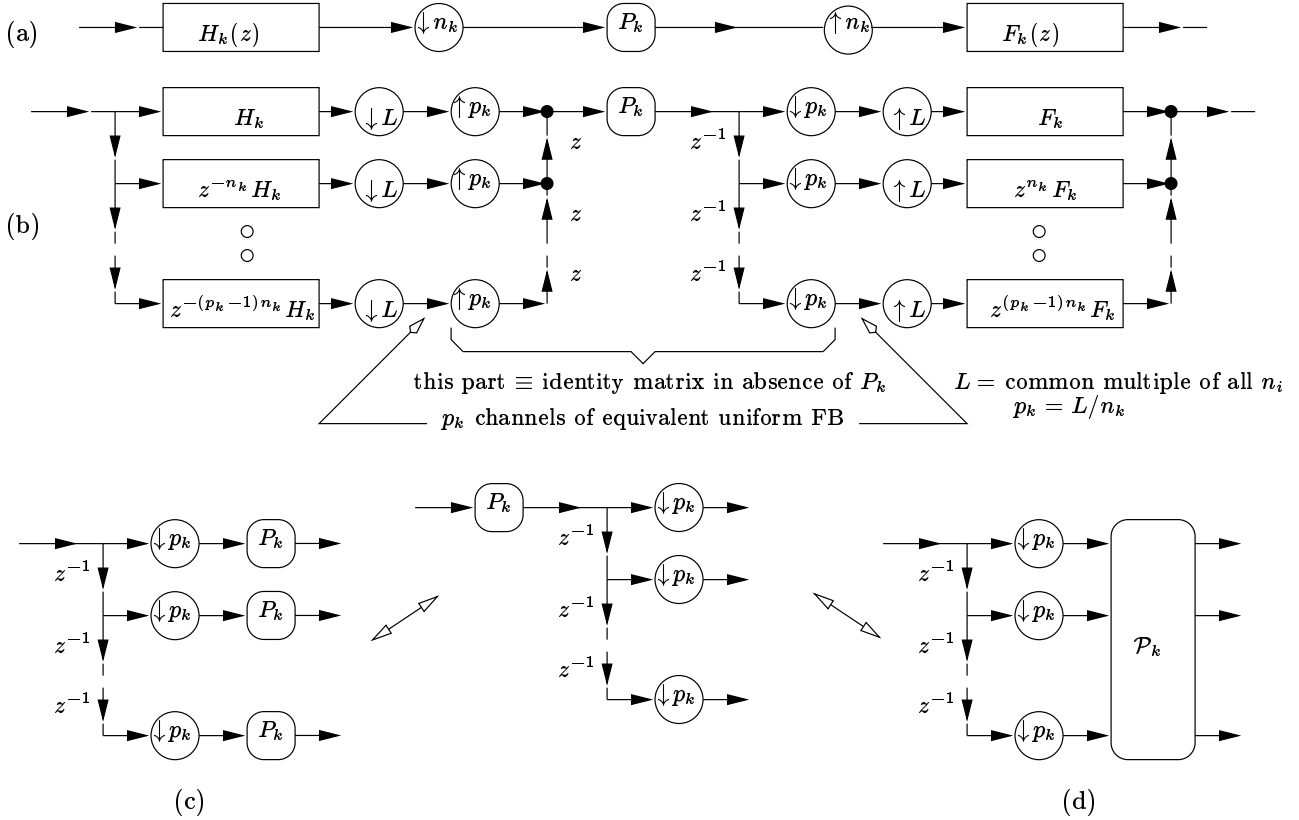 (a) H_k(z) ↓n_k P_k ↑n_k F_k(z)
H_k ↓L ↑p_k P_k ↓p_k ↑L F_k
z z^{-1}
z^{-n_k} H_k ↓L ↑p_k ↓p_k ↑L z^{n_k} F_k
(b) z z^{-1}
z z^{-1}
z^{-(p_k-1)n_k} H_k ↓L ↑p_k ↓p_k ↑L z^{(p_k-1)n_k} F_k
this part ≡ identity matrix in absence of P_k
L = common multiple of all n_i
p_k = L/n_k
p_k channels of equivalent uniform FB
P_k ↓p_k
z^{-1}
↓p_k
z^{-1}
z^{-1}
↓p_k
↓p_k P_k
z^{-1}
↓p_k P_k
z^{-1}
z^{-1}
↓p_k P_k
(c)
↓p_k
z^{-1}
↓p_k
z^{-1}
𝒫_k
z^{-1}
↓p_k
(d)